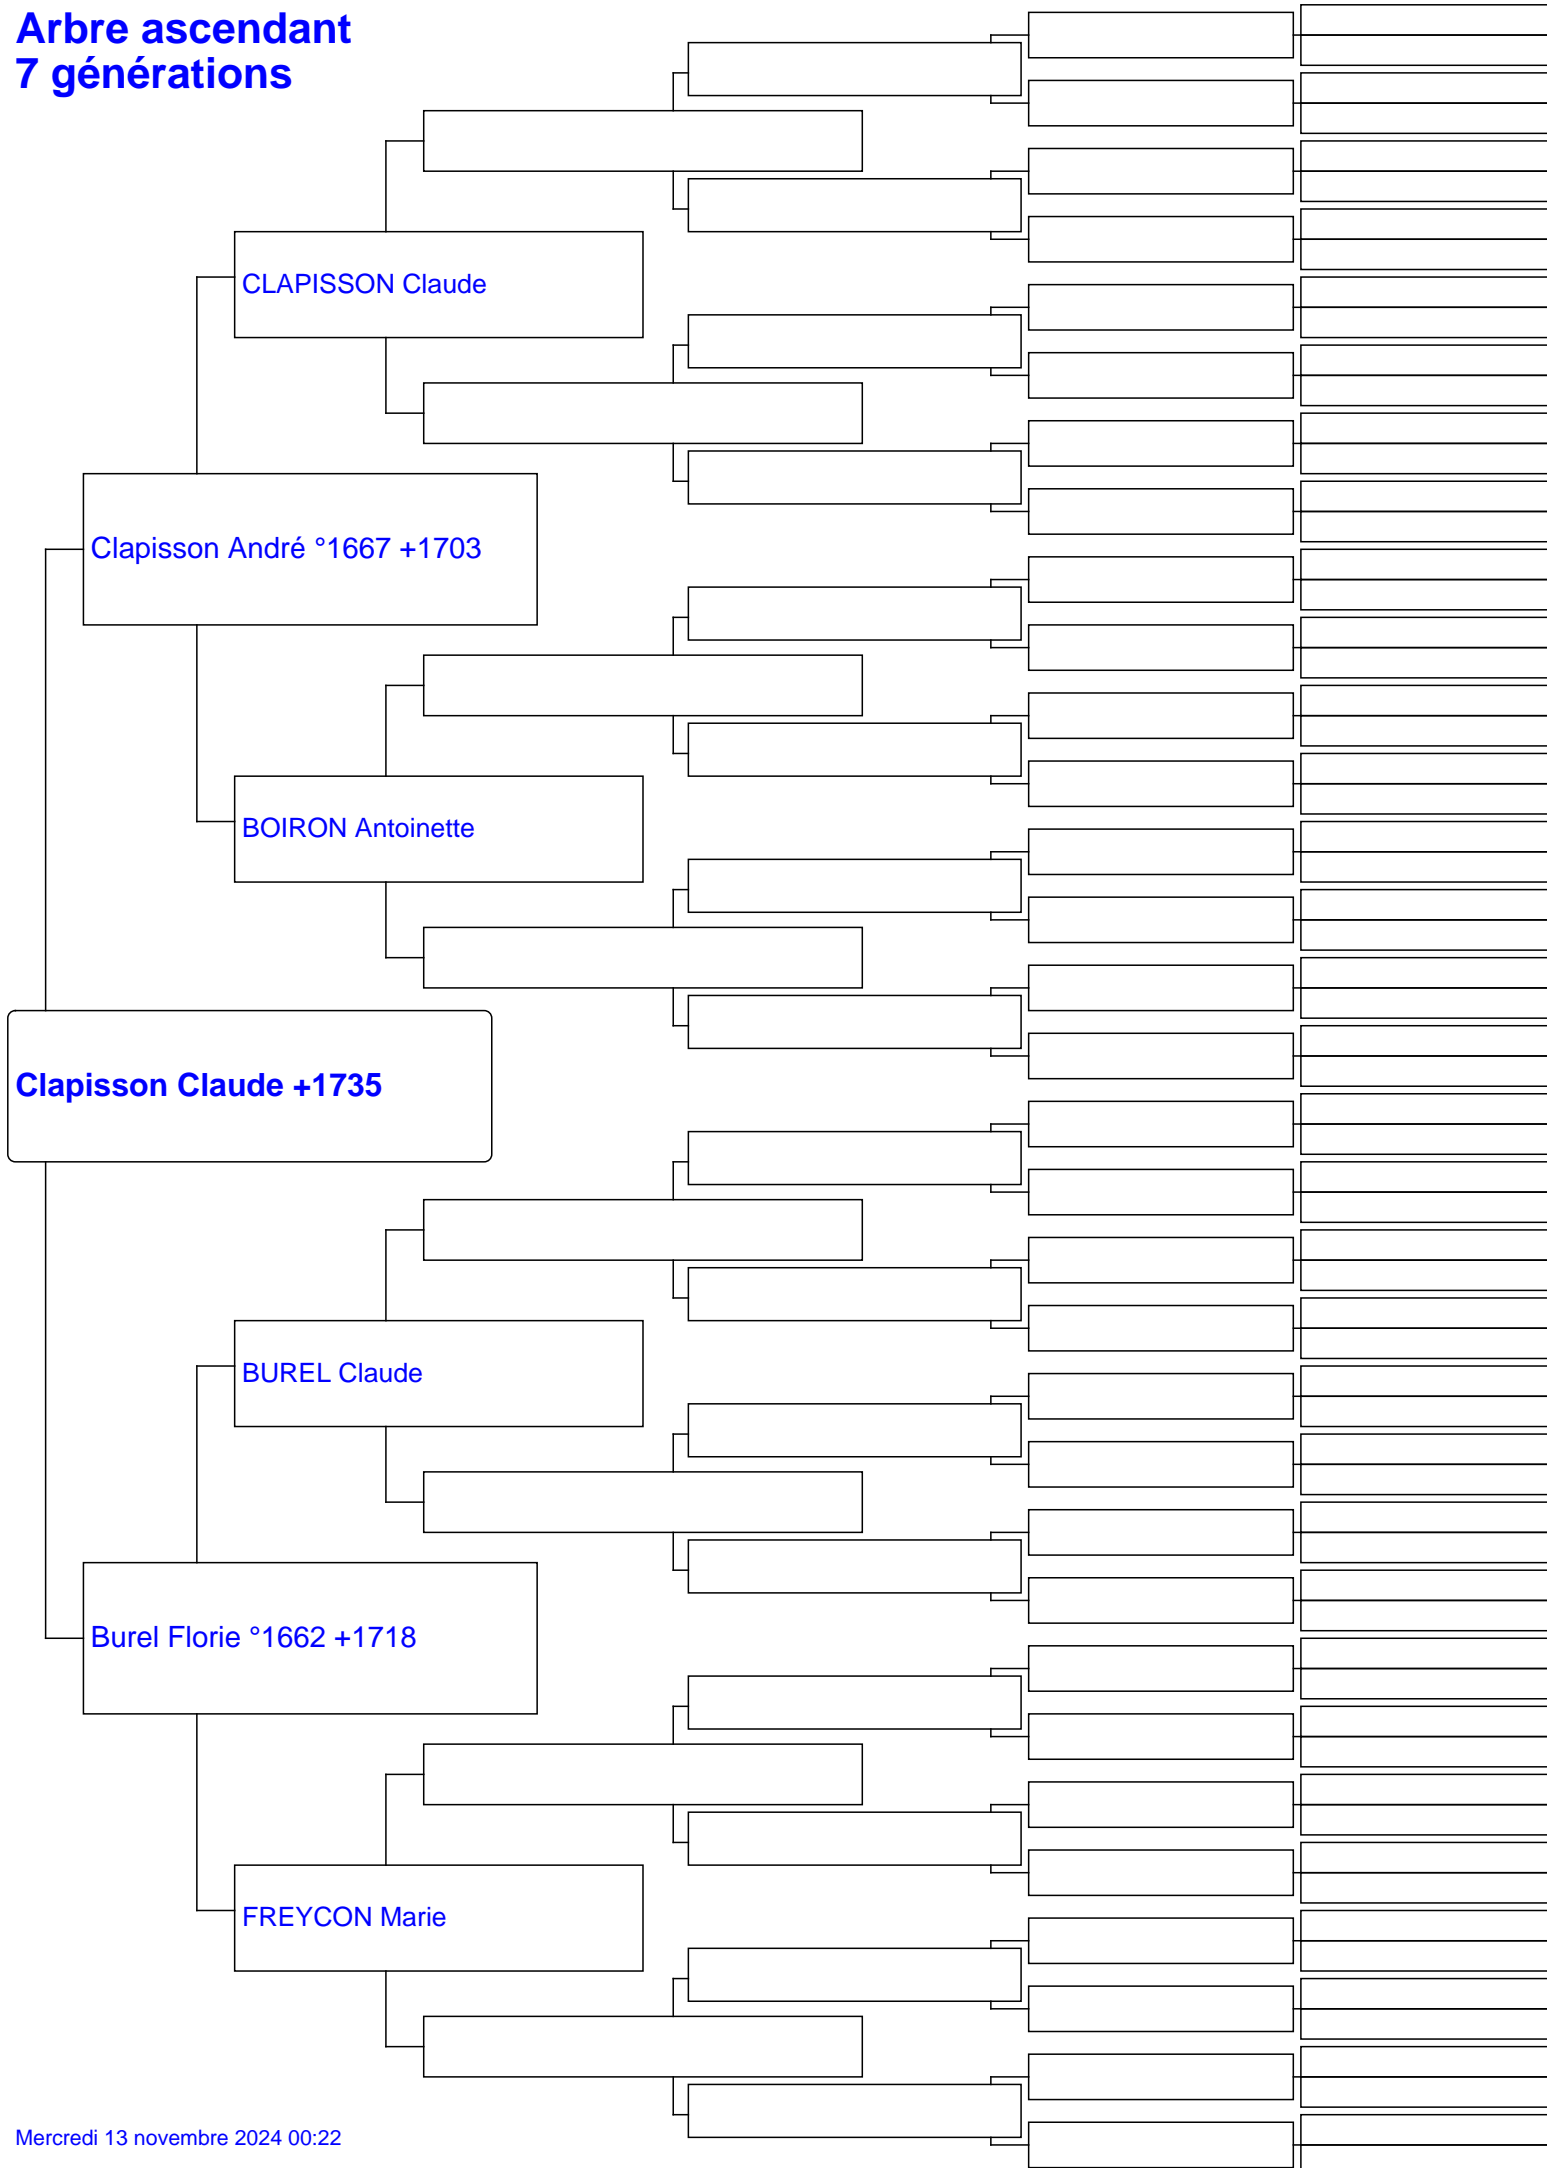 Arbre ascendant
7 générations
CLAPISSON Claude
Clapisson André °1667 +1703
BOIRON Antoinette
Clapisson Claude +1735
BUREL Claude
Burel Florie °1662 +1718
FREYCON Marie
Mercredi 13 novembre 2024 00:22